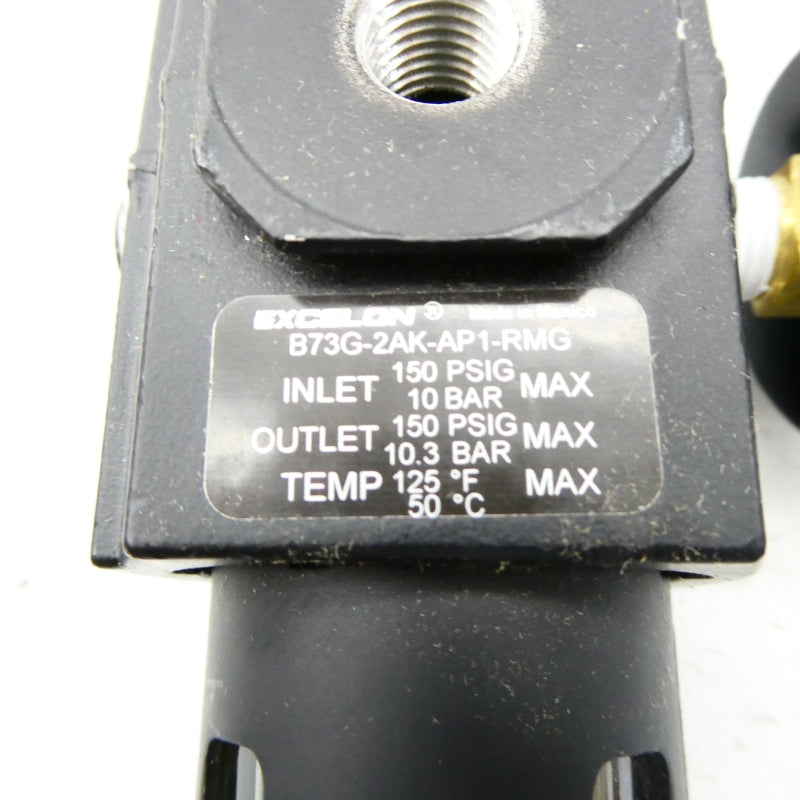 EXCELON® Made in Mexico
B73G-2AK-AP1-RMG
INLET 150 PSIG 10 BAR MAX
OUTLET 150 PSIG 10.3 BAR MAX
TEMP 125 °F 50 °C MAX